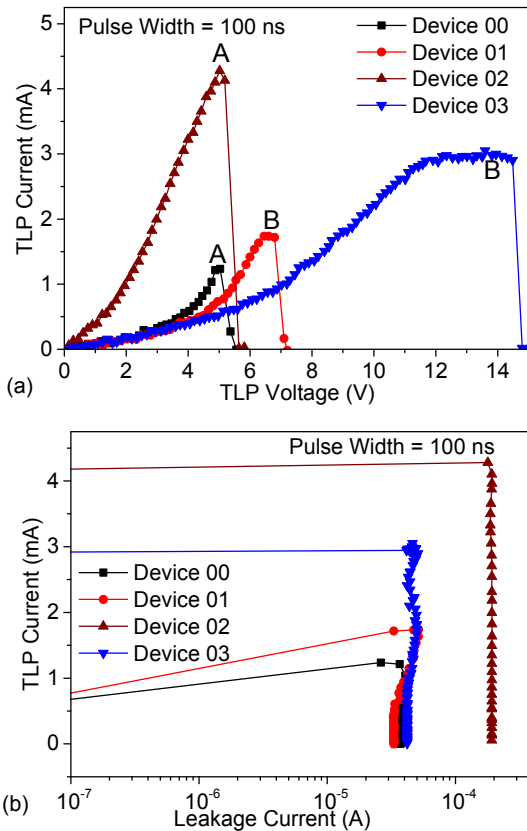 Pulse Width = 100 ns
Device 00
Device 01
Device 02
Device 03
A
A
B
B
5
4
3
2
1
0
TLP Current (mA)
0 2 4 6 8 10 12 14
(a)
TLP Voltage (V)
Pulse Width = 100 ns
4
3
2
1
0
TLP Current (mA)
Device 00
Device 01
Device 02
Device 03
10-7 10-6 10-5 10-4
(b)
Leakage Current (A)